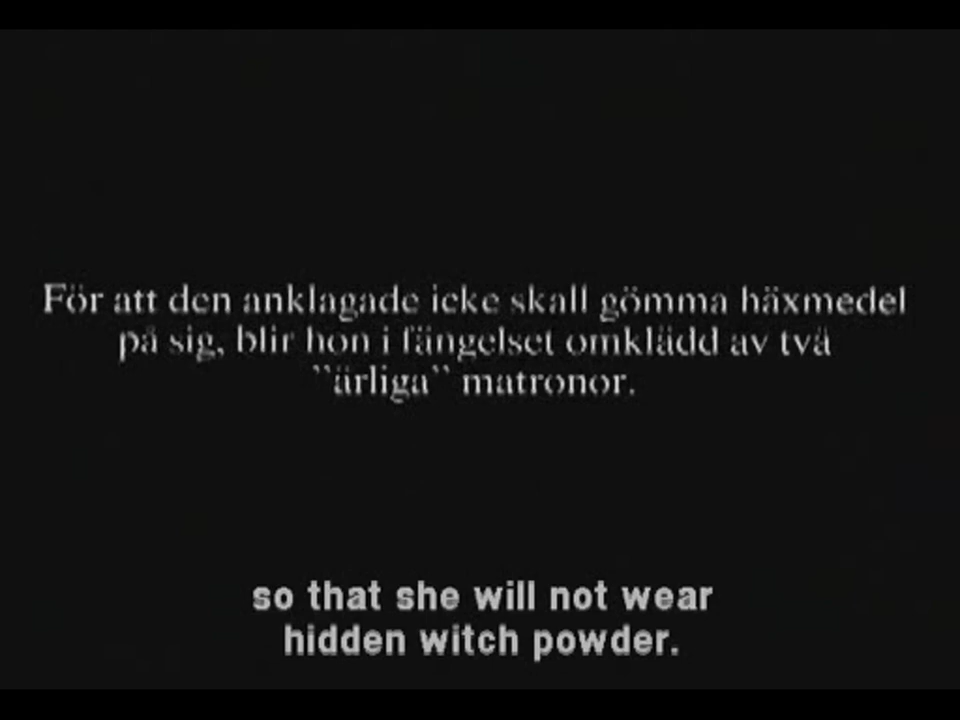 För att den anklagade icke skall gömma häxmedel
på sig, blir hon i fängelset omklädd av två
”ärliga” matronor.
so that she will not wear
hidden witch powder.